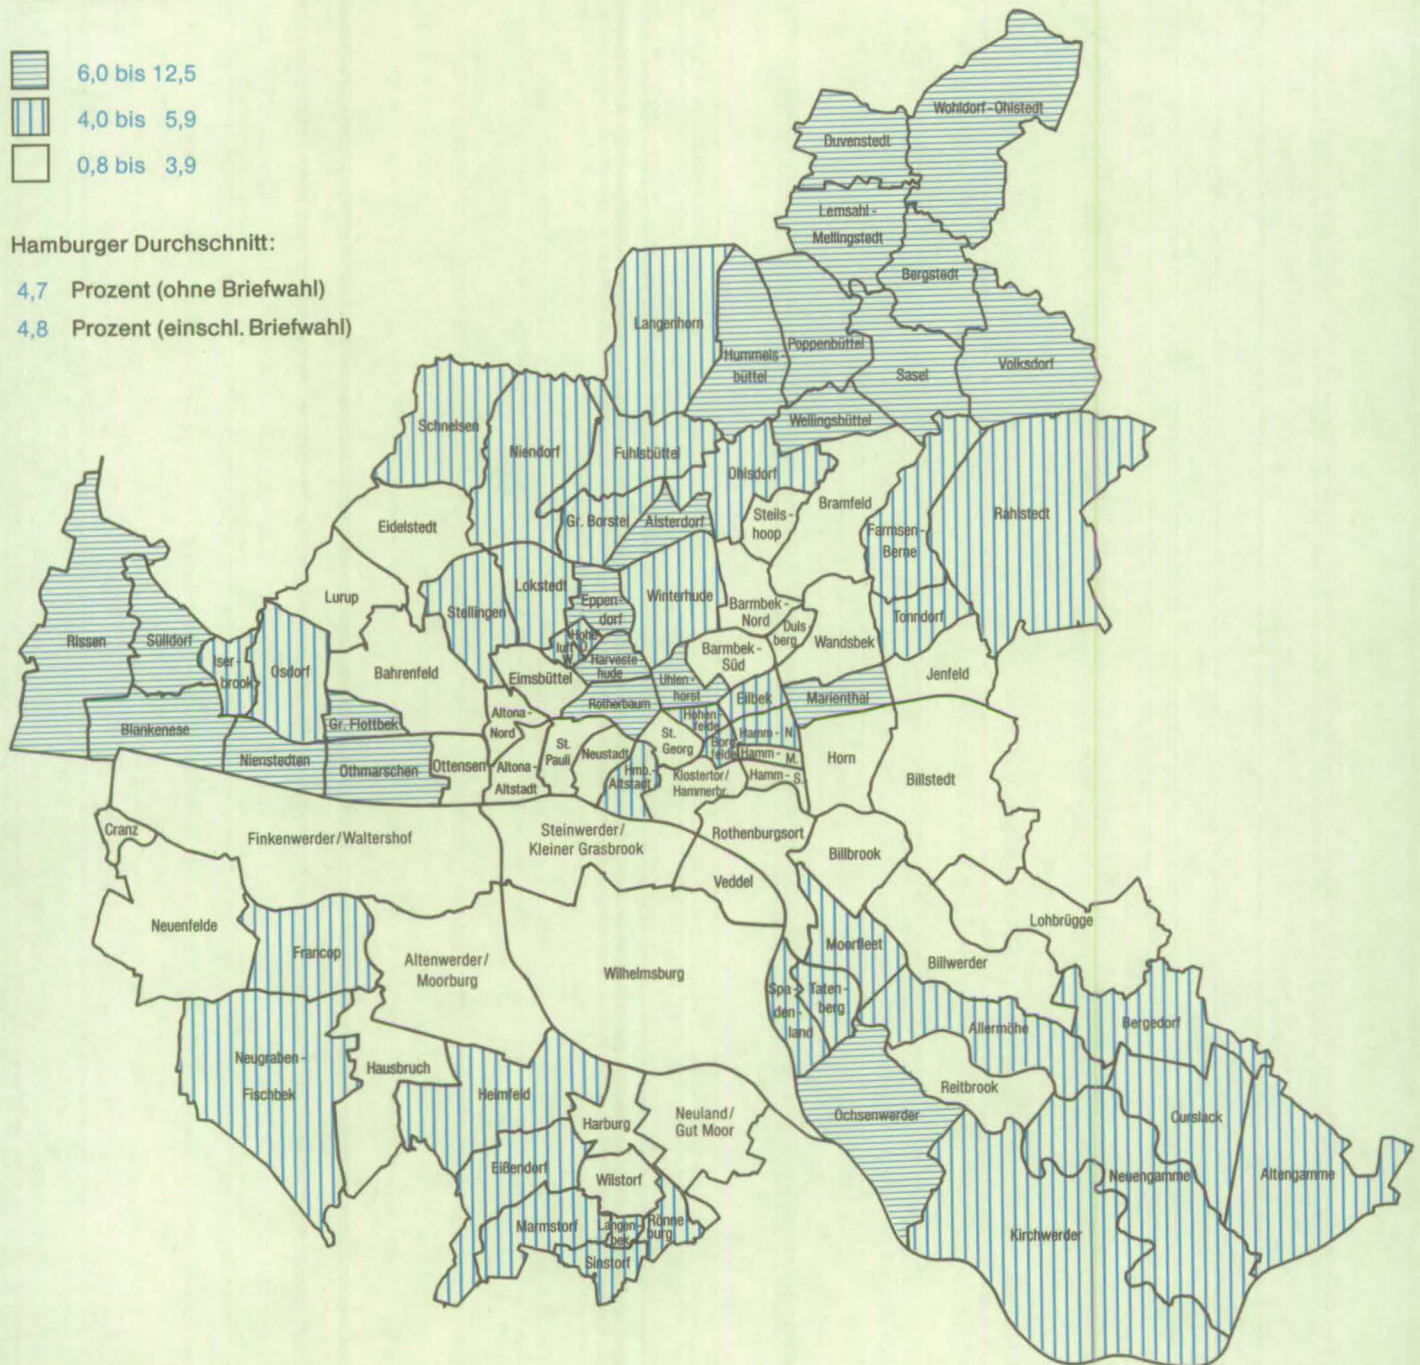 6,0 bis 12,5
4,0 bis 5,9
0,8 bis 3,9
Hamburger Durchschnitt:
4,7 Prozent (ohne Briefwahl)
4,8 Prozent (einschl. Briefwahl)
Wohldorf-Ohlstedt
Duvenstedt
Lemsahl-
Mellingstedt
Bergstedt
Langenhorn
Hummels-
büttel
Poppenbüttel
Sasel
Volksdorf
Wellingsbüttel
Schnelsen
Niendorf
Fuhlsbüttel
Ohlsdorf
Bramfeld
Farmsen-
Berne
Rahlstedt
Eidelstedt
Gr. Borstel
Alsterdorf
Steils-
hoop
Lurup
Stellingen
Lokstedt
Eppen-
dorf
Winterhude
Barmbek-
Nord
Duls
berg
Wandsbek
Tonndorf
Rissen
Sülldorf
Iser-
brook
Osdorf
Bahrenfeld
Eimsbüttel
Hohe
luft
O.
W.
Harveste-
hude
Barmbek-
Süd
Jenfeld
Blankenese
Nienstedten
Gr. Flottbek
Othmarschen
Ottensen
Altona-
Nord
Altona-
Altstadt
St.
Pauli
Neustadt
Rotherbaum
Uhlen-
horst
Eilbek
Marienthal
Hohen-
felde
St.
Georg
Borg
felde
Hamm-N.
Hamm-M.
Hamm-S.
Hmb.-
Altstadt
Klostertor/
Hammerbr.
Horn
Billstedt
Cranz
Finkenwerder/Waltershof
Steinwerder/
Kleiner Grasbrook
Rothenburgsort
Billbrook
Veddel
Neuenfelde
Francop
Altenwerder/
Moorburg
Wilhelmsburg
Moorfleet
Lohbrügge
Billwerder
Spa-
den-
land
Taten-
berg
Allermöhe
Bergedorf
Neugraben-
Fischbek
Hausbruch
Heimfeld
Harburg
Neuland/
Gut Moor
Ochsenwerder
Reitbrook
Curslack
Eißendorf
Wilstorf
Neuengamme
Altengamme
Marmstorf
Langen-
bek
Rönne
burg
Sinstorf
Kirchwerder